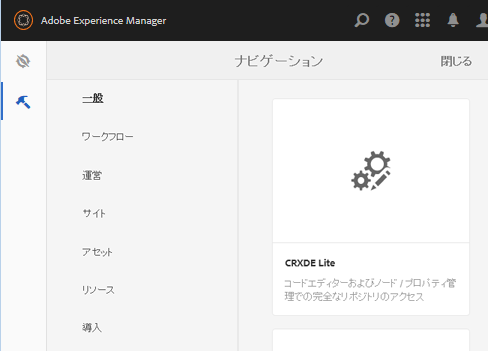 Adobe Experience Manager
ナビゲーション
閉じる
一般
ワークフロー
運営
サイト
アセット
リソース
導入
CRXDE Lite
コードエディターおよびノード / プロパティ管
理での完全なリポジトリのアクセス